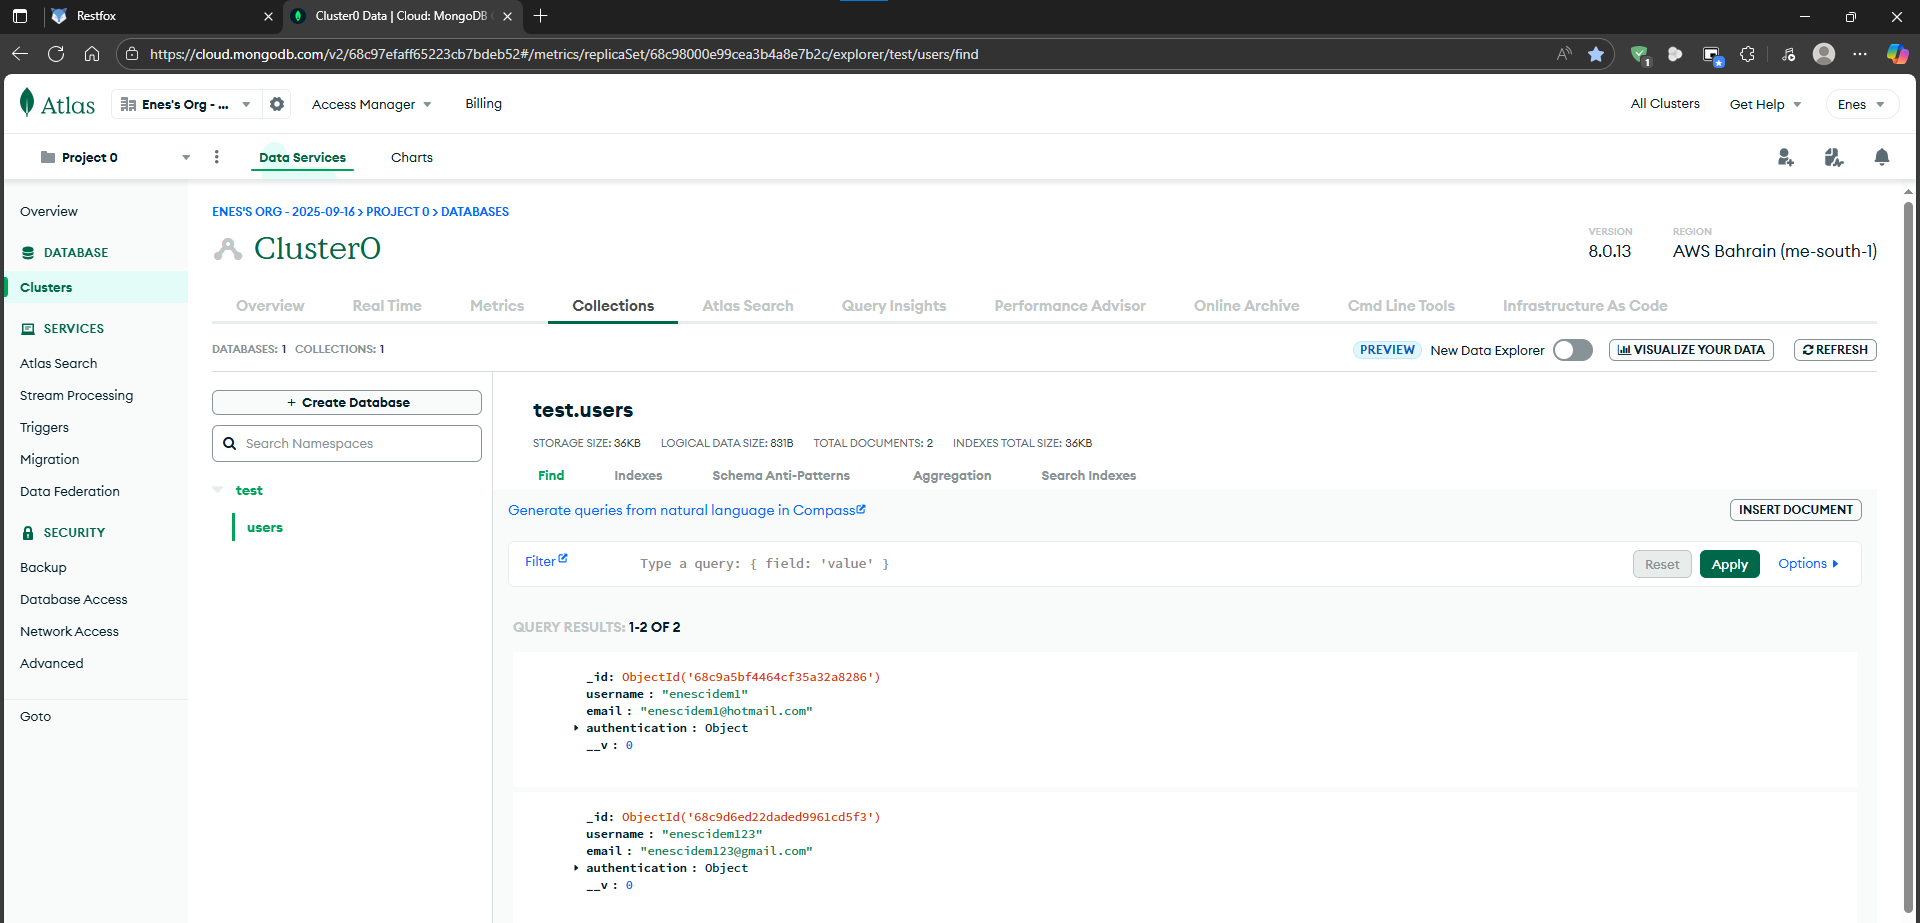 Restfox
Cluster0 Data | Cloud: MongoDB
https://cloud.mongodb.com/v2/68c97efaff65223cb7bdeb52#/metrics/replicaSet/68c98000e99cea3b4a8e7b2c/explorer/test/users/find
1
Atlas
Enes's Org - ...
Access Manager
Billing
All Clusters
Get Help
Enes
Project 0
Data Services
Charts
Overview
DATABASE
Clusters
SERVICES
Atlas Search
Stream Processing
Triggers
Migration
Data Federation
SECURITY
Backup
Database Access
Network Access
Advanced
Goto
ENES'S ORG - 2025-09-16 > PROJECT 0 > DATABASES
Cluster0
VERSION
8.0.13
REGION
AWS Bahrain (me-south-1)
Overview
Real Time
Metrics
Collections
Atlas Search
Query Insights
Performance Advisor
Online Archive
Cmd Line Tools
Infrastructure As Code
DATABASES: 1 COLLECTIONS: 1
PREVIEW New Data Explorer
VISUALIZE YOUR DATA
REFRESH
+ Create Database
Search Namespaces
test
users
test.users
STORAGE SIZE: 36KB LOGICAL DATA SIZE: 831B TOTAL DOCUMENTS: 2 INDEXES TOTAL SIZE: 36KB
Find
Indexes
Schema Anti-Patterns
Aggregation
Search Indexes
Generate queries from natural language in Compass
INSERT DOCUMENT
Filter
Type a query: { field: 'value' }
Reset
Apply
Options
QUERY RESULTS: 1-2 OF 2
_id: ObjectId('68c9a5bf4464cf35a32a8286')
username : "enescidem1"
email : "enescidem1@hotmail.com"
authentication : Object
__v : 0
_id: ObjectId('68c9d6ed22daded9961cd5f3')
username : "enescidem123"
email : "enescidem123@gmail.com"
authentication : Object
__v : 0